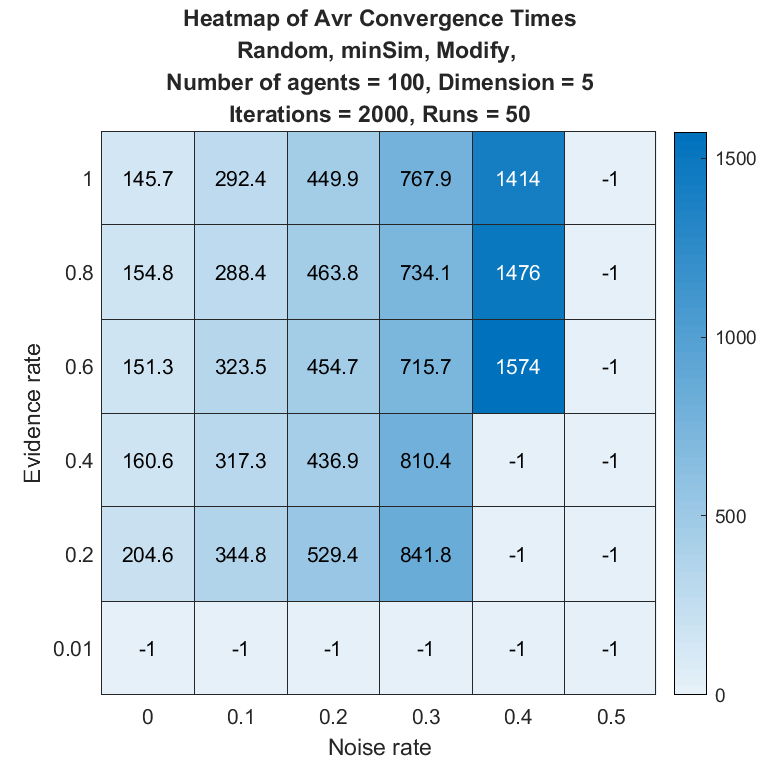 Heatmap of Avr Convergence Times
Random, minSim, Modify,
Number of agents = 100, Dimension = 5
Iterations = 2000, Runs = 50
1 145.7 292.4 449.9 767.9 1414 -1
0.8 154.8 288.4 463.8 734.1 1476 -1
0.6 151.3 323.5 454.7 715.7 1574 -1
0.4 160.6 317.3 436.9 810.4 -1 -1
0.2 204.6 344.8 529.4 841.8 -1 -1
0.01 -1 -1 -1 -1 -1 -1
0 0.1 0.2 0.3 0.4 0.5
Noise rate
Evidence rate
1500
1000
500
0